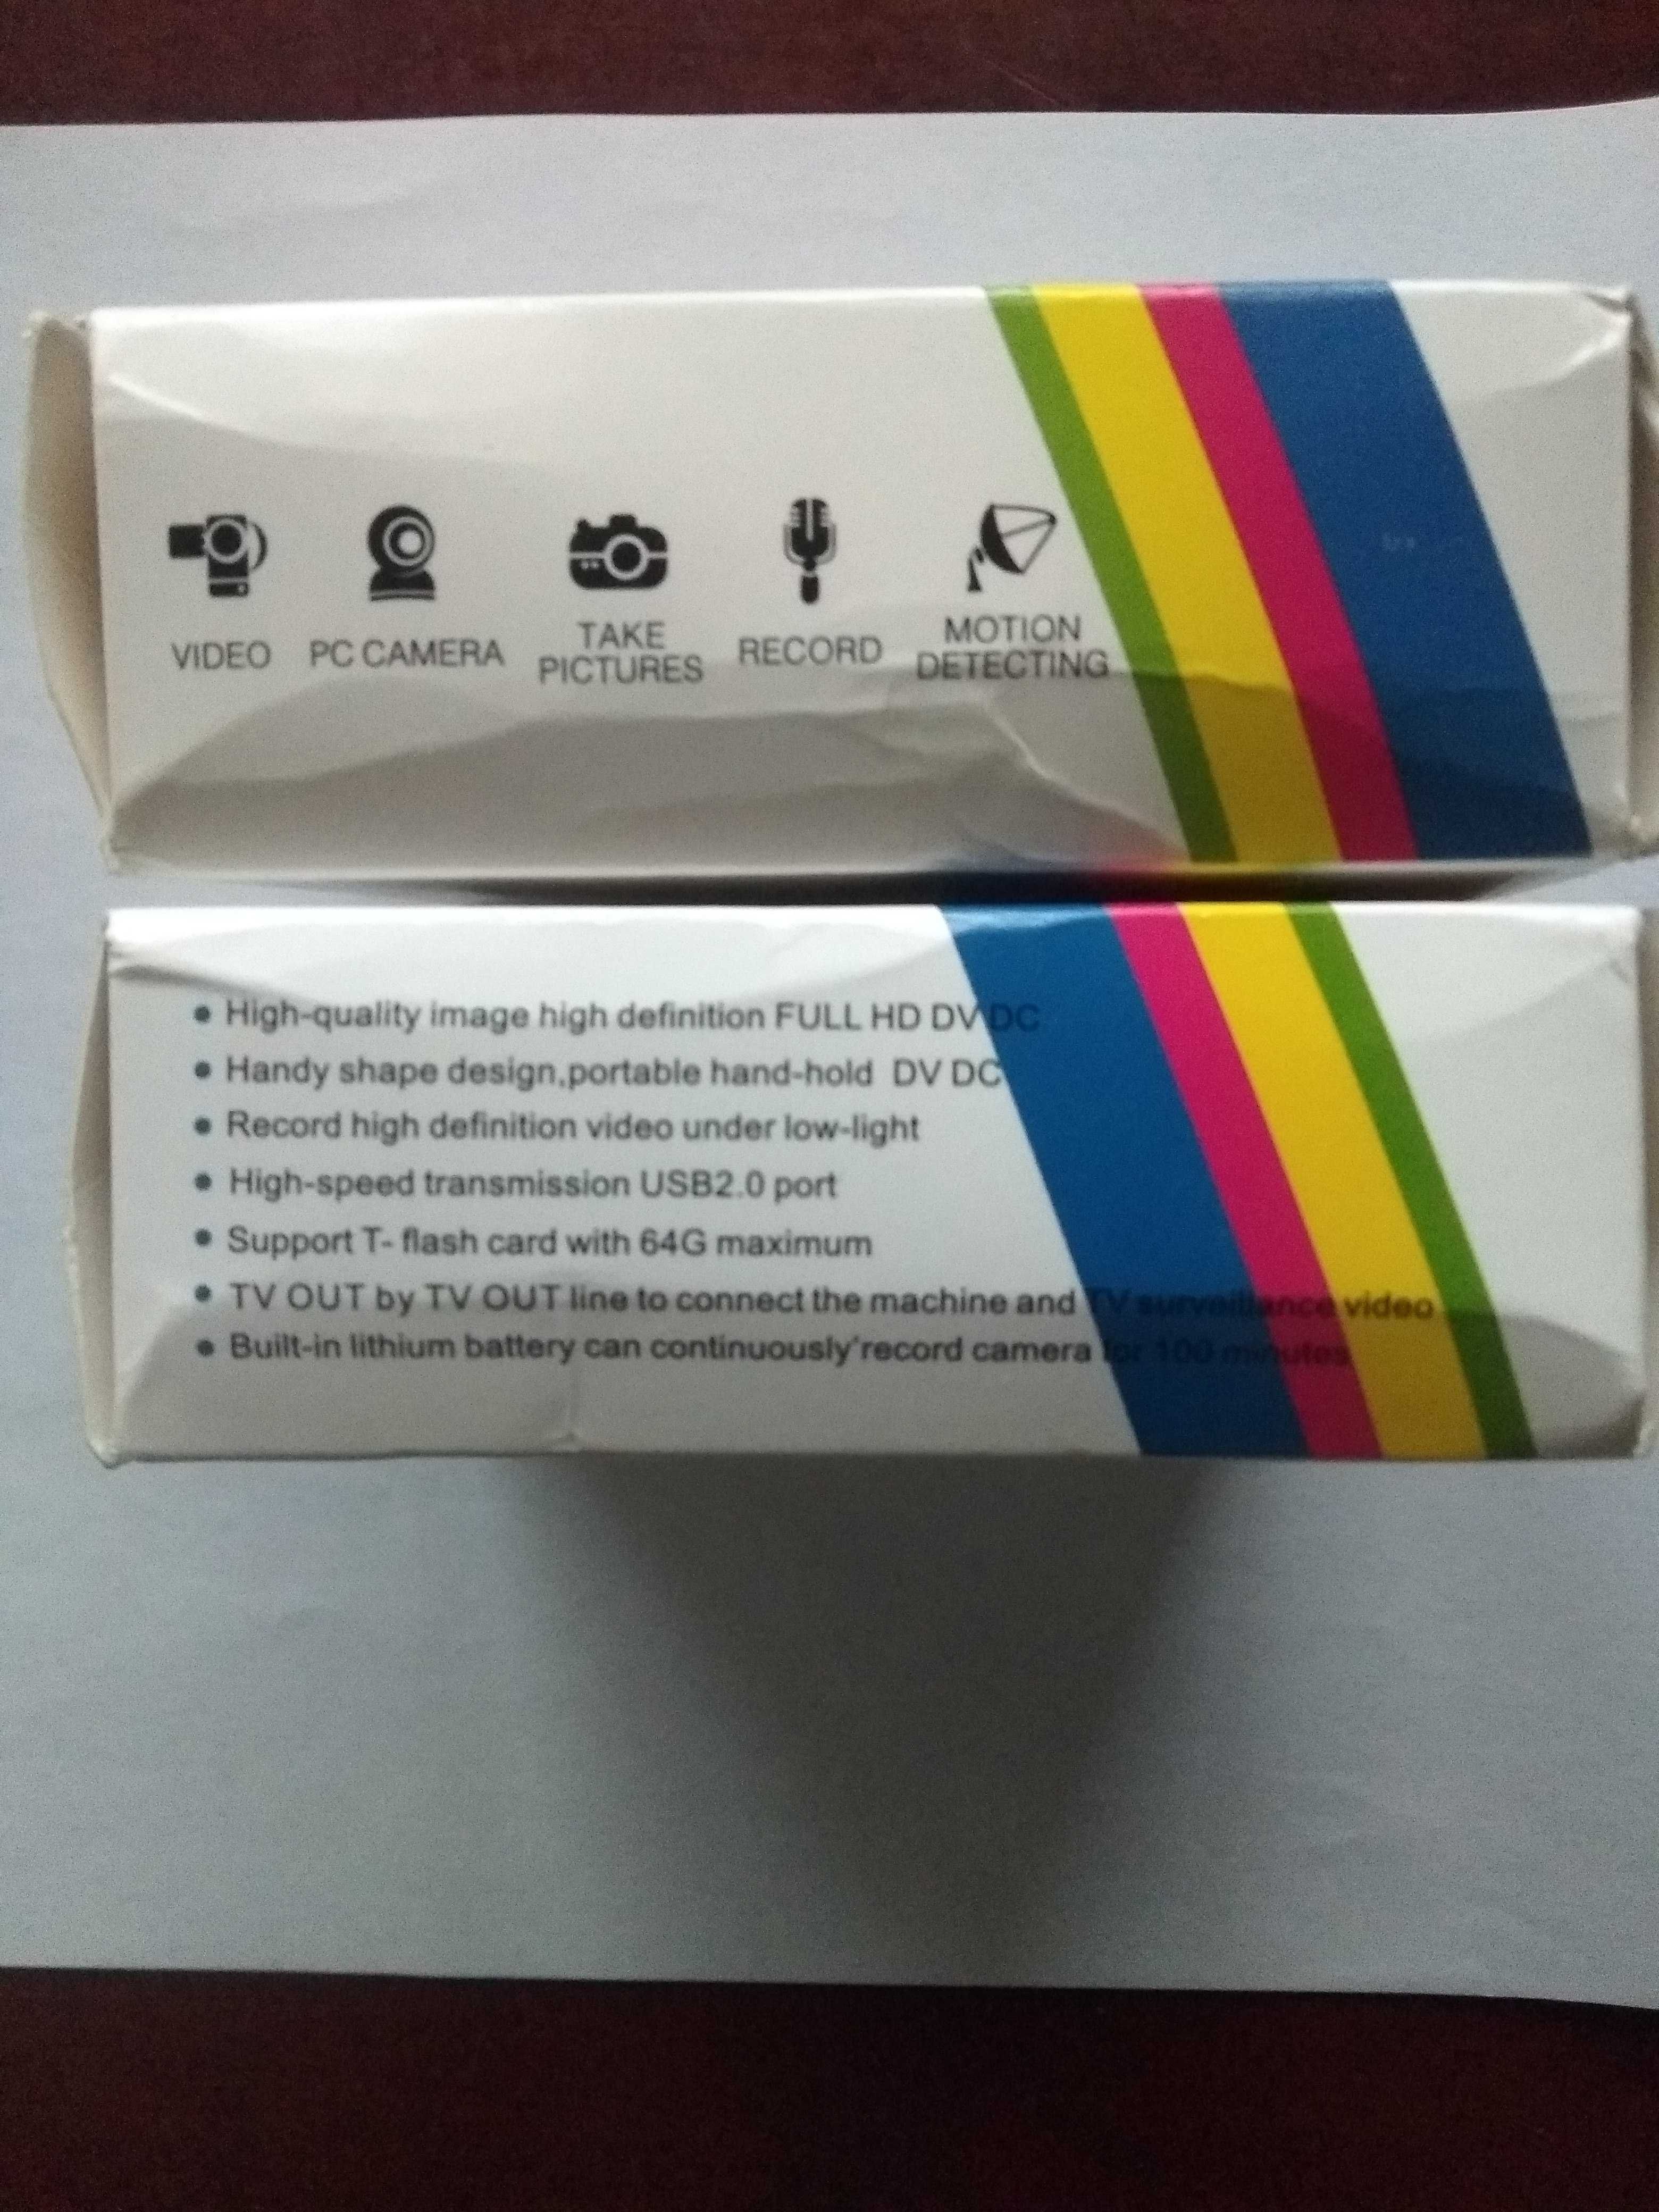 VIDEO
PC CAMERA
TAKE
PICTURES
RECORD
MOTION
DETECTING
• High-quality image high definition FULL HD DV DC
• Handy shape design,portable hand-hold DV DC
• Record high definition video under low-light
• High-speed transmission USB2.0 port
• Support T- flash card with 64G maximum
• TV OUT by TV OUT line to connect the machine and TV surveillance video
• Built-in lithium battery can continuously'record camera for 100 minutes